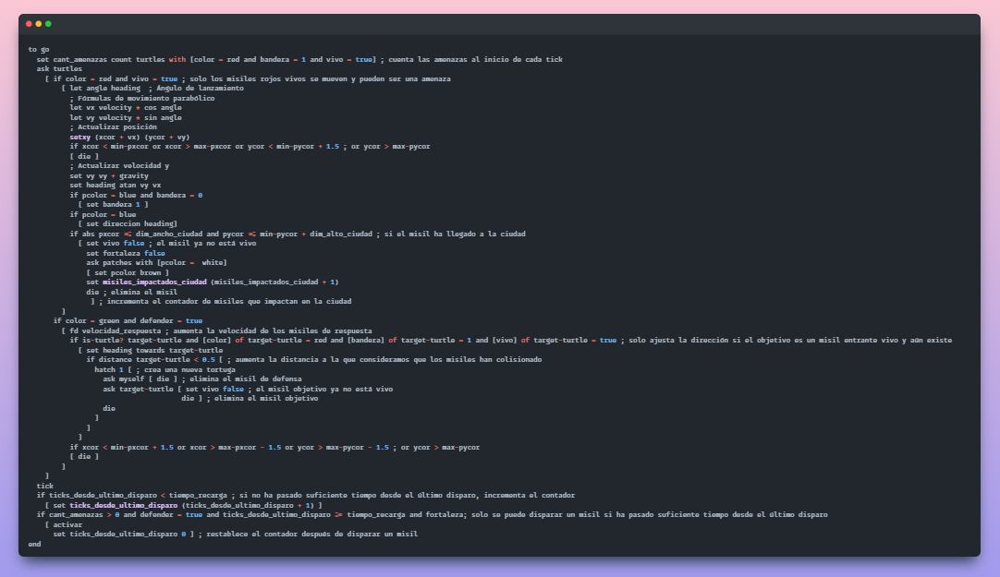 to go
  set cant_amenazas count turtles with [color = red and bandera = 1 and vivo = true] ; cuenta las amenazas al inicio de cada tick
  ask turtles
    [ if color = red and vivo = true ; solo los misiles rojos vivos se mueven y pueden ser una amenaza
        [ let angle heading  ; Ángulo de lanzamiento
          ; Fórmulas de movimiento parabólico
          let vx velocity * cos angle
          let vy velocity * sin angle
          ; Actualizar posición
          setxy (xcor + vx) (ycor + vy)
          if xcor < min-pxcor or xcor > max-pxcor or ycor < min-pycor + 1.5 ; or ycor > max-pycor
          [ die ]
          ; Actualizar velocidad y
          set vy vy + gravity
          set heading atan vy vx
          if pcolor = blue and bandera = 0
            [ set bandera 1 ]
          if pcolor = blue
            [ set direccion heading]
          if abs pxcor <= dim_ancho_ciudad and pycor <= min-pycor + dim_alto_ciudad ; si el misil ha llegado a la ciudad
            [ set vivo false ; el misil ya no está vivo
              set fortaleza false
              ask patches with [pcolor =  white]
              [ set pcolor brown ]
              set misiles_impactados_ciudad (misiles_impactados_ciudad + 1)
              die ; elimina el misil
               ] ; incrementa el contador de misiles que impactan en la ciudad
        ]
      if color = green and defender = true
        [ fd velocidad_respuesta ; aumenta la velocidad de los misiles de respuesta
          if is-turtle? target-turtle and [color] of target-turtle = red and [bandera] of target-turtle = 1 and [vivo] of target-turtle = true ; solo ajusta la dirección si el objetivo es un misil entrante vivo y aún existe
            [ set heading towards target-turtle
              if distance target-turtle < 0.5 [ ; aumenta la distancia a la que consideramos que los misiles han colisionado
                hatch 1 [ ; crea una nueva tortuga
                  ask myself [ die ] ; elimina el misil de defensa
                  ask target-turtle [ set vivo false ; el misil objetivo ya no está vivo
                                     die ] ; elimina el misil objetivo
                  die
                ]
              ]
            ]
          if xcor < min-pxcor + 1.5 or xcor > max-pxcor - 1.5 or ycor > max-pycor - 1.5 ; or ycor > max-pycor
          [ die ]
        ]
    ]
  tick
  if ticks_desde_ultimo_disparo < tiempo_recarga ; si no ha pasado suficiente tiempo desde el último disparo, incrementa el contador
    [ set ticks_desde_ultimo_disparo (ticks_desde_ultimo_disparo + 1) ]
  if cant_amenazas > 0 and defender = true and ticks_desde_ultimo_disparo >= tiempo_recarga and fortaleza; solo se puede disparar un misil si ha pasado suficiente tiempo desde el último disparo
    [ activar
      set ticks_desde_ultimo_disparo 0 ] ; restablece el contador después de disparar un misil
end